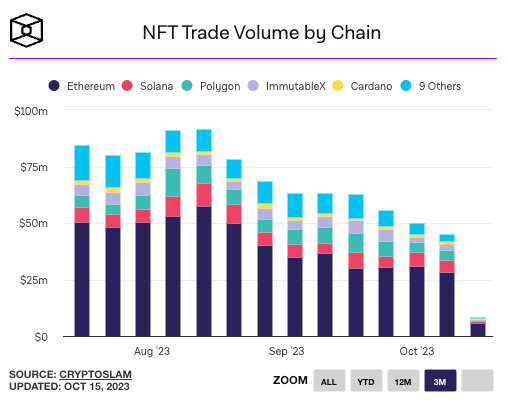 NFT Trade Volume by Chain
Ethereum Solana Polygon ImmutableX Cardano 9 Others
$100m
$75m
$50m
$25m
$0
Aug '23 Sep '23 Oct '23
SOURCE: CRYPTOSLAM
UPDATED: OCT 15, 2023
ZOOM ALL YTD 12M 3M